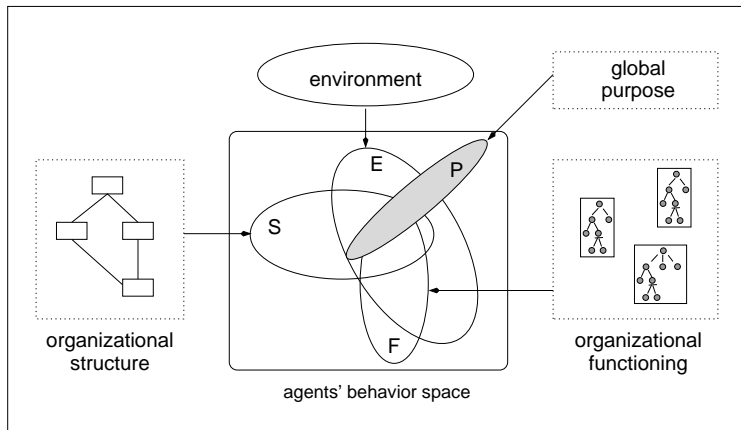 environment
global
purpose
E
P
S
F
organizational
structure
organizational
functioning
agents' behavior space